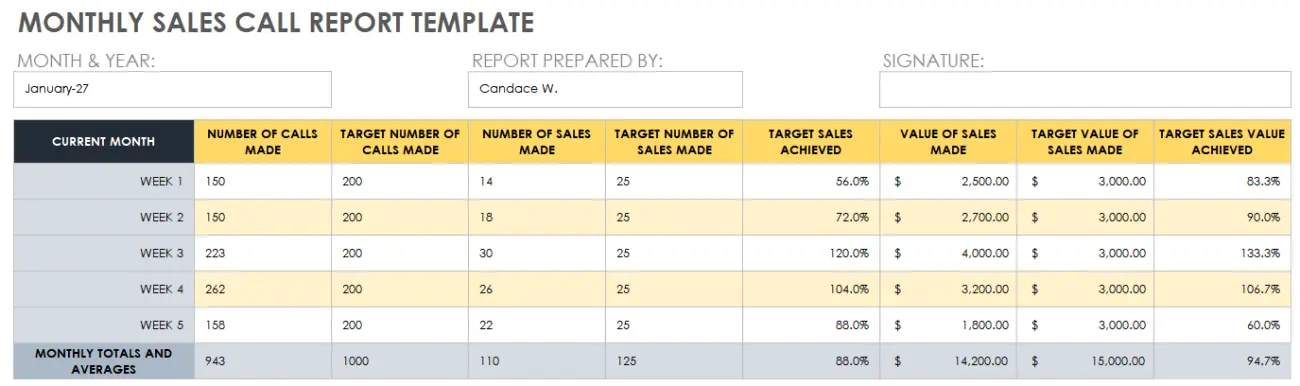 MONTHLY SALES CALL REPORT TEMPLATE
MONTH & YEAR: REPORT PREPARED BY: SIGNATURE:
January-27 Candace W.
CURRENT MONTH NUMBER OF CALLS MADE TARGET NUMBER OF CALLS MADE NUMBER OF SALES MADE TARGET NUMBER OF SALES MADE TARGET SALES ACHIEVED VALUE OF SALES MADE TARGET VALUE OF SALES MADE TARGET SALES VALUE ACHIEVED
WEEK 1 150 200 14 25 56.0% $ 2,500.00 $ 3,000.00 83.3%
WEEK 2 150 200 18 25 72.0% $ 2,700.00 $ 3,000.00 90.0%
WEEK 3 223 200 30 25 120.0% $ 4,000.00 $ 3,000.00 133.3%
WEEK 4 262 200 26 25 104.0% $ 3,200.00 $ 3,000.00 106.7%
WEEK 5 158 200 22 25 88.0% $ 1,800.00 $ 3,000.00 60.0%
MONTHLY TOTALS AND AVERAGES 943 1000 110 125 88.0% $ 14,200.00 $ 15,000.00 94.7%